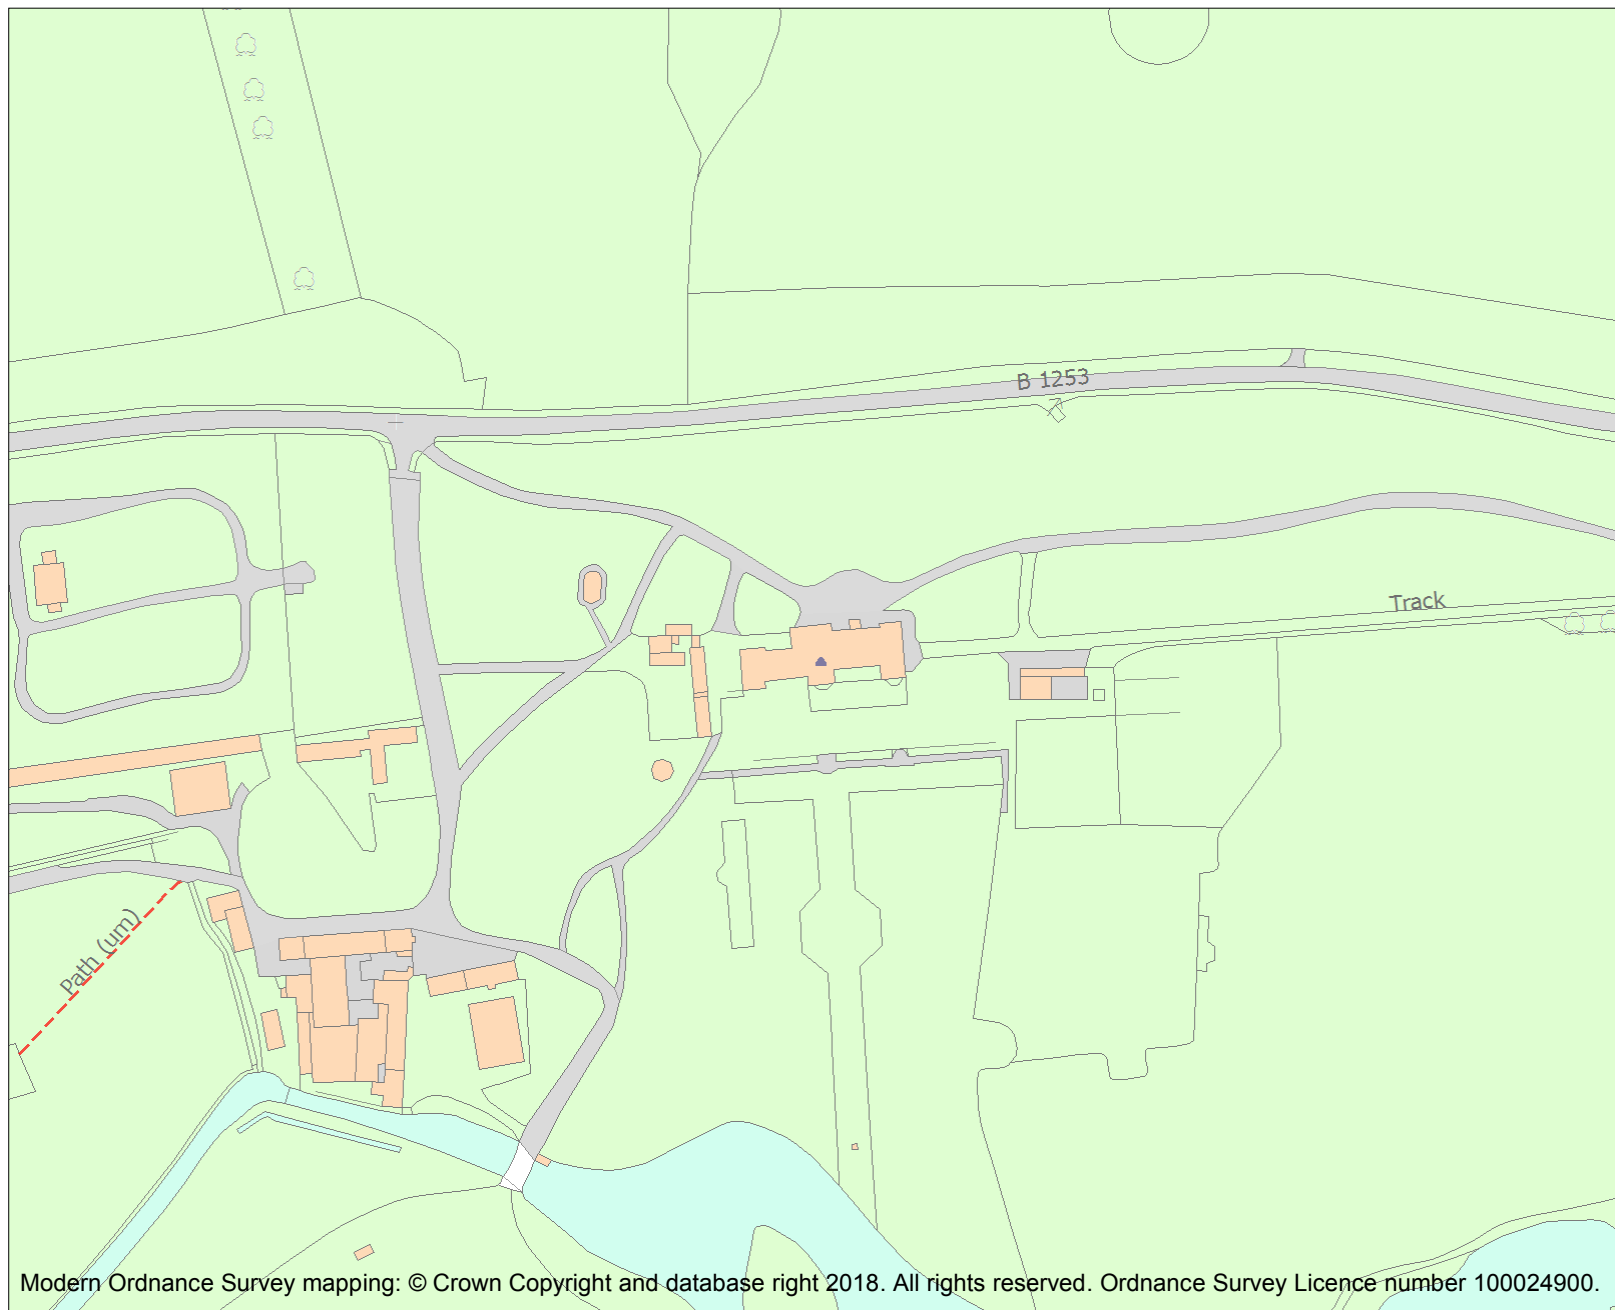 B 1253
Track
Path (um)
Modern Ordnance Survey mapping: © Crown Copyright and database right 2018. All rights reserved. Ordnance Survey Licence number 100024900.